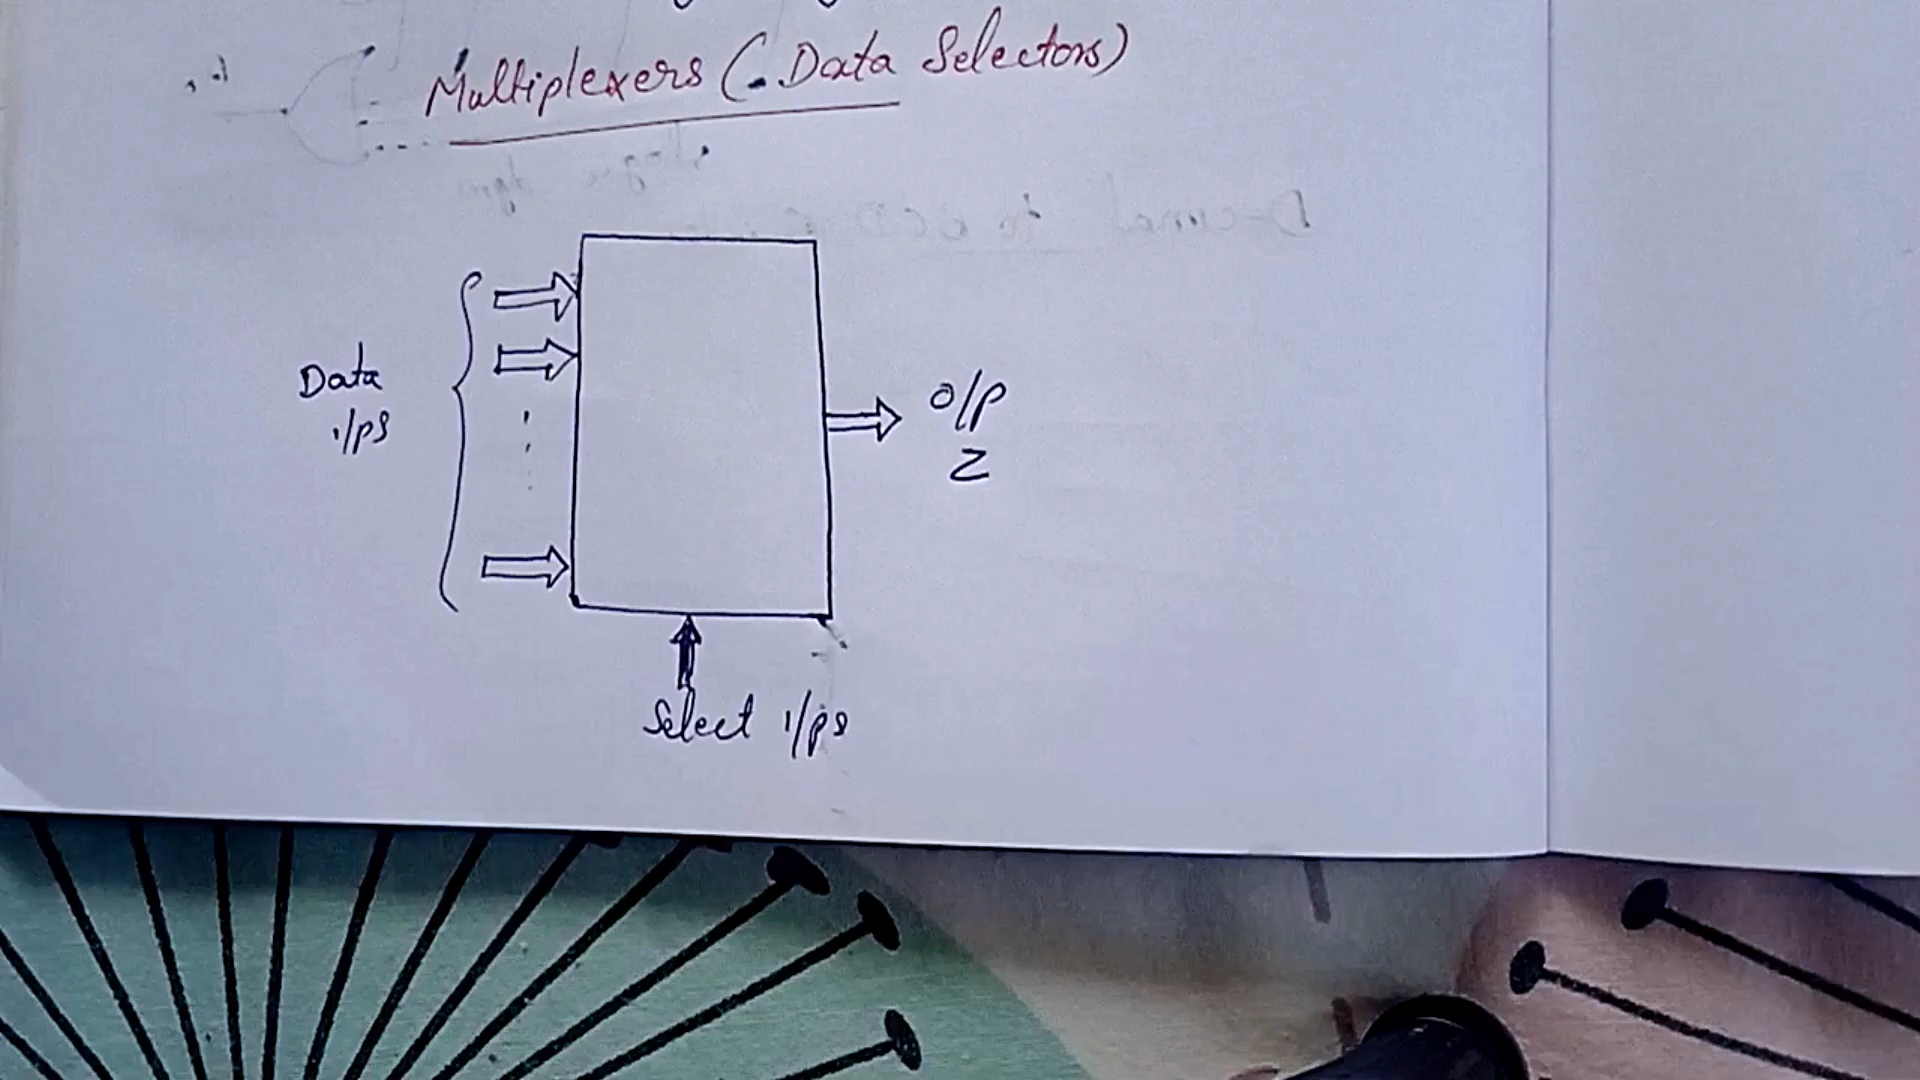 Multiplexers (Data Selectors)
Data
i/ps
O/P
Z
Select i/ps